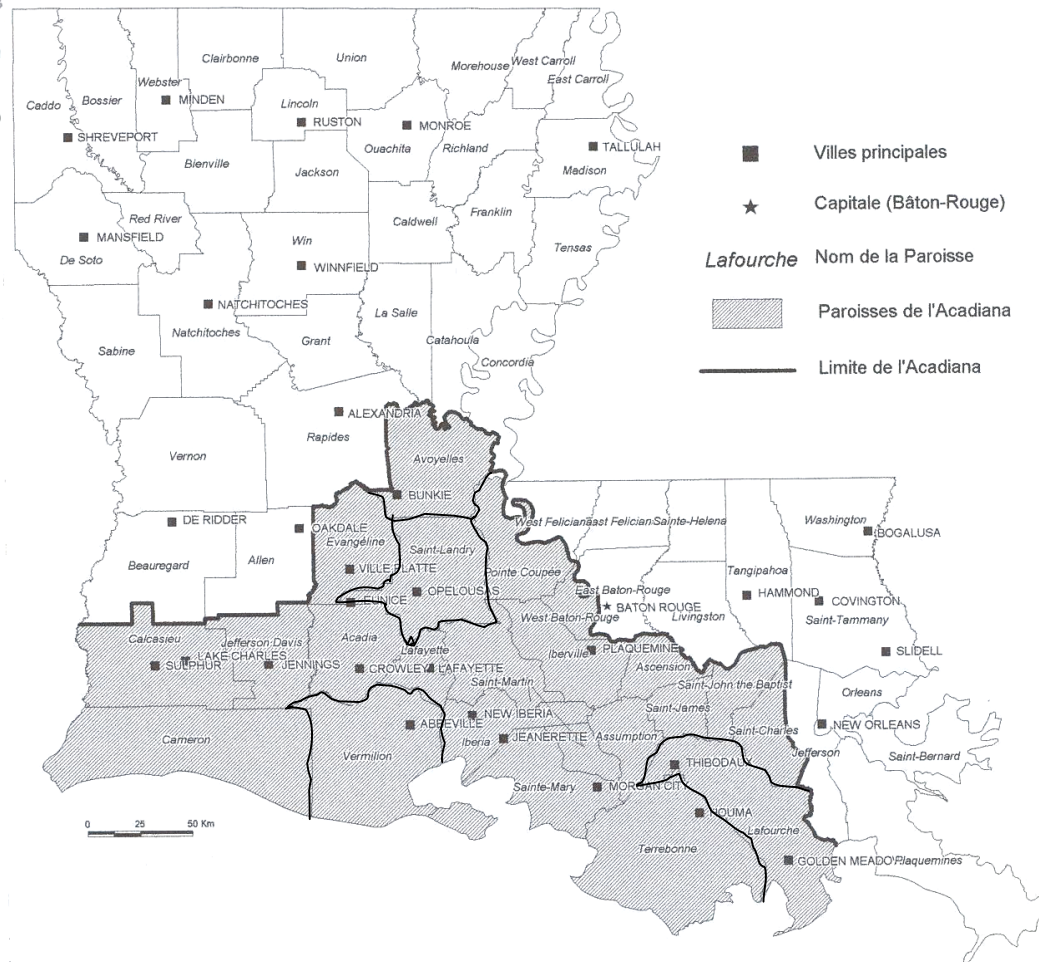 Clairbonne
Union
Morehouse
West Carroll
East Carroll
Webster
Caddo
Bossier
MINDEN
Lincoln
RUSTON
MONROE
SHREVEPORT
Ouachita
Richland
TALLULAH
Madison
Bienville
Jackson
Red River
Caldwell
Franklin
MANSFIELD
De Soto
Win
WINNFIELD
Tensas
NATCHITOCHES
Natchitoches
La Salle
Sabine
Grant
Catahoula
Concordia
Villes principales
Capitale (Bâton-Rouge)
Lafourche
Nom de la Paroisse
Paroisses de l'Acadiana
Limite de l'Acadiana
ALEXANDRIA
Rapides
Vernon
Avoyelles
BUNKIE
DE RIDDER
OAKDALE
Evangéline
Saint-Landry
West Feliciana
East Felician
Sainte-Helena
Washington
BOGALUSA
Beauregard
Allen
VILLE PLATTE
Pointe Coupée
Tangipahoa
OPELOUSAS
EUNICE
East Baton-Rouge
BATON ROUGE
West Baton-Rouge
Livingston
HAMMOND
COVINGTON
Saint-Tammany
Calcasieu
Jefferson-Davis
Acadia
Lafayette
Iberville
PLAQUEMINE
SLIDELL
LAKE CHARLES
SULPHUR
JENNINGS
CROWLEY
LAFAYETTE
Ascension
Saint-Martin
Saint-John the Baptist
Orleans
Saint-James
NEW IBERIA
ABBEVILLE
Iberia
JEANERETTE
Assumption
Saint-Charles
NEW ORLEANS
Cameron
Vermilion
Jefferson
Saint-Bernard
THIBODAUX
Sainte-Mary
MORGAN CITY
HOUMA
0 25 50 Km
Lafourche
Terrebonne
GOLDEN MEADO
Plaquemines